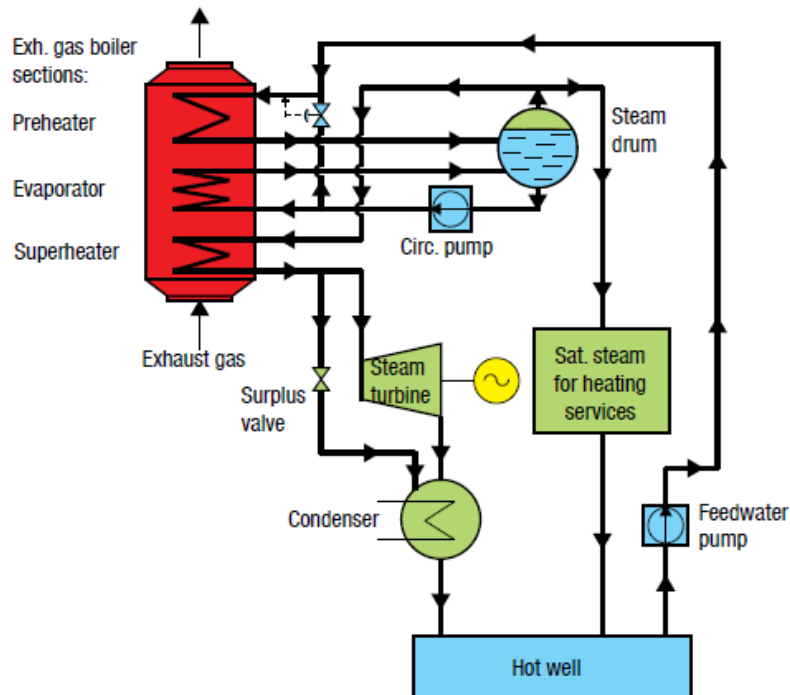 Exh. gas boiler
sections:
Preheater
Evaporator
Superheater
Exhaust gas
Steam
drum
Circ. pump
Surplus
valve
Steam
turbine
Sat. steam
for heating
services
Condenser
Feedwater
pump
Hot well